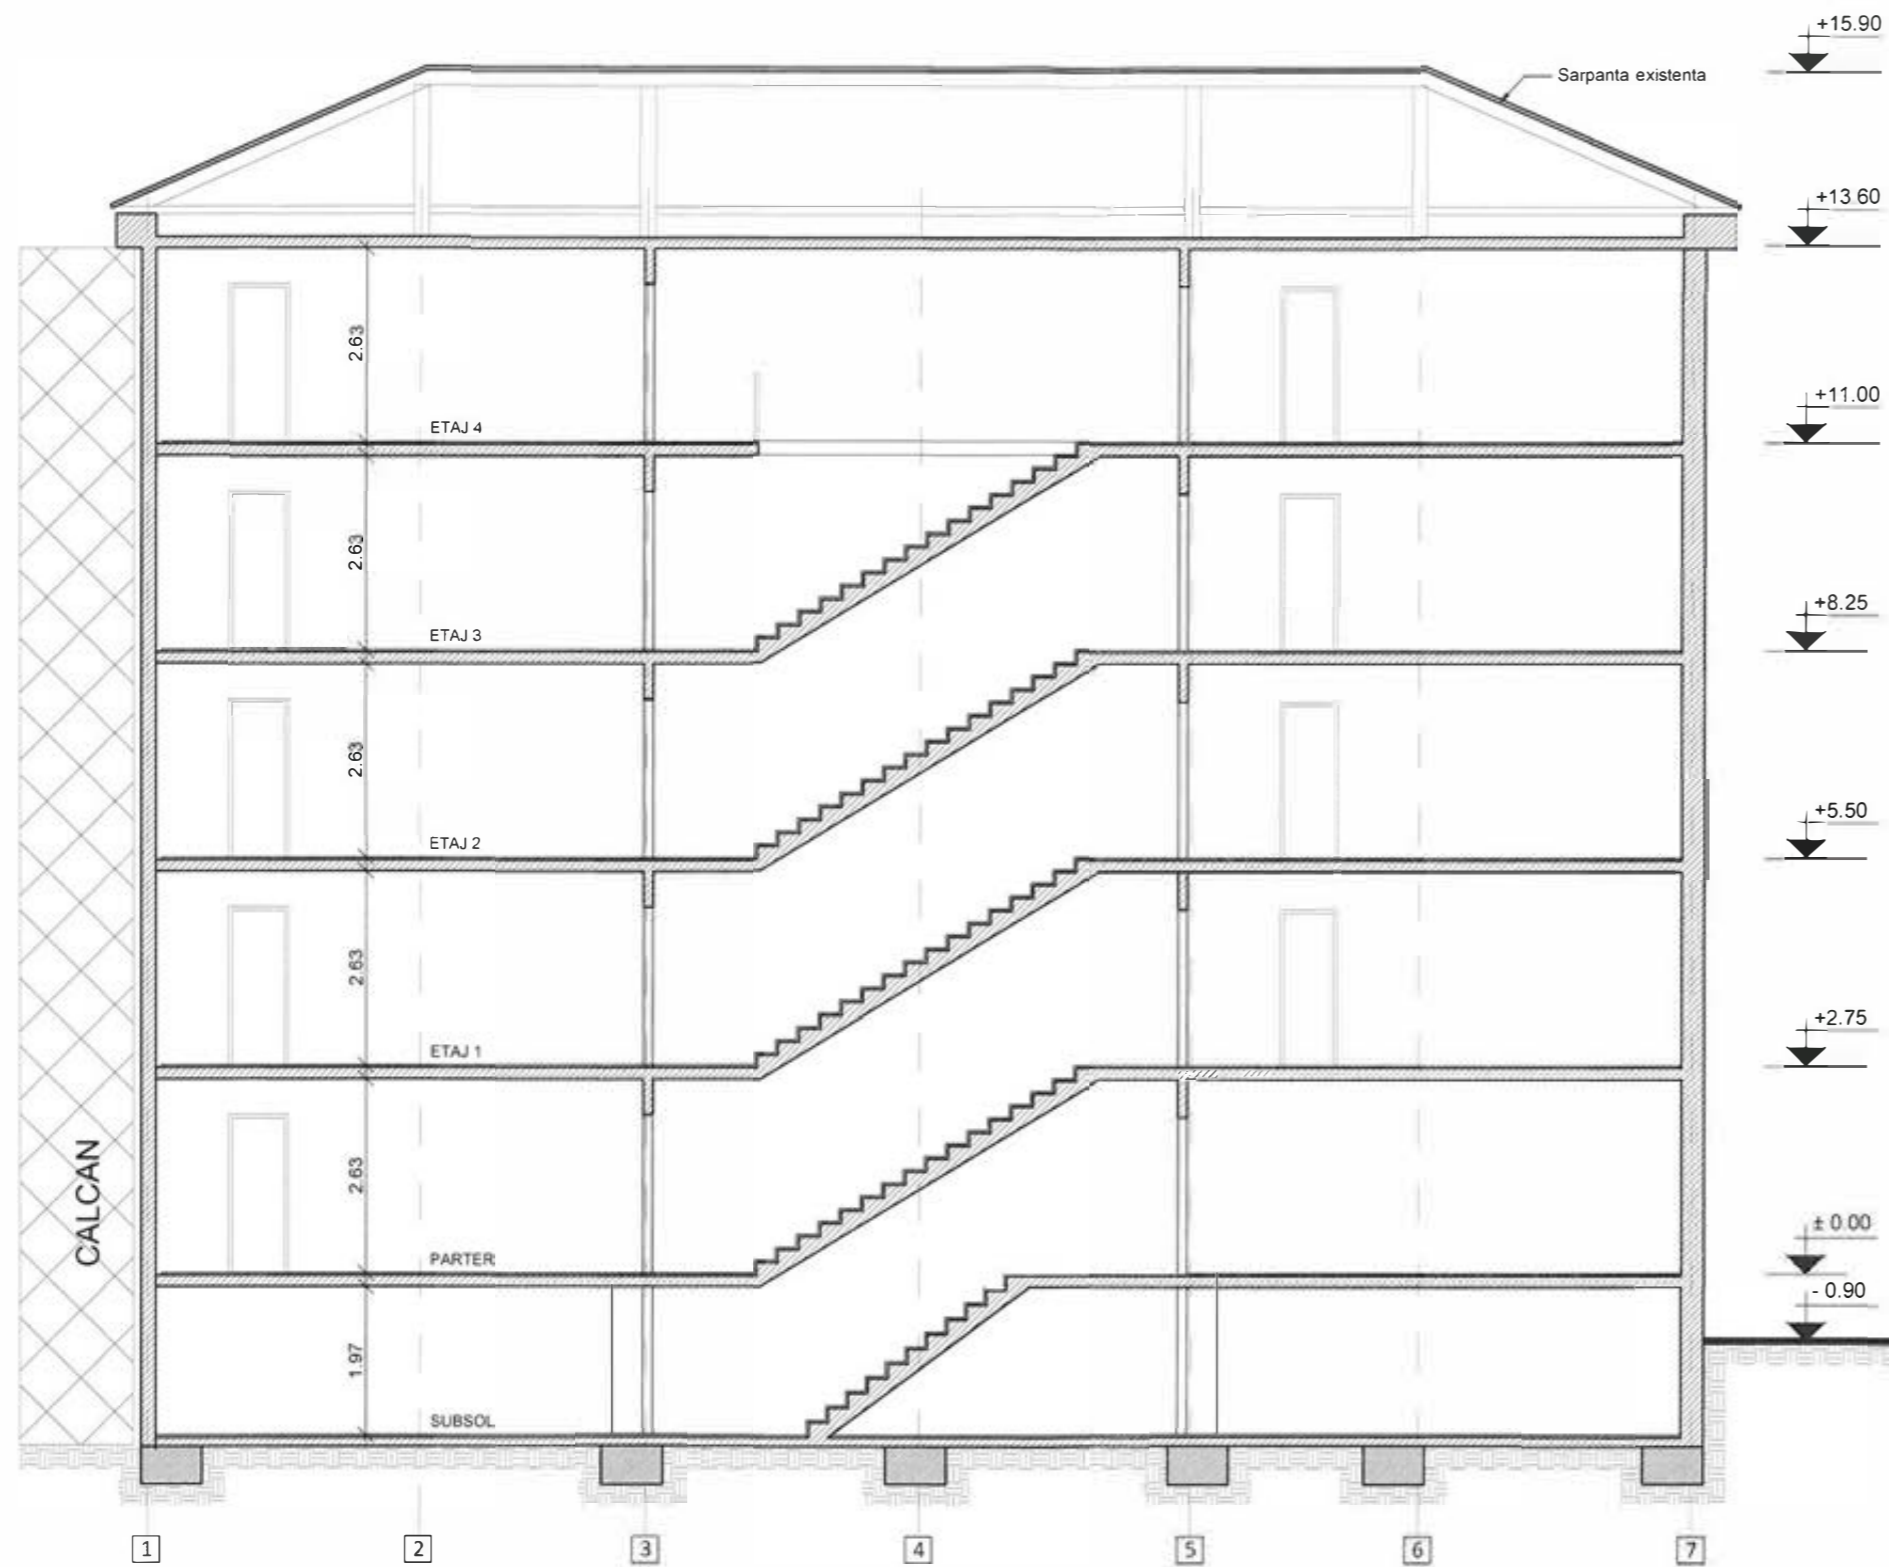 +15.90
Sarpanta existenta
+13.60
2.63
+11.00
ETAJ 4
2.63
+8.25
ETAJ 3
2.63
+5.50
ETAJ 2
2.63
+2.75
ETAJ 1
CALCAN
2.63
± 0.00
PARTER
- 0.90
1.97
SUBSOL
1 2 3 4 5 6 7